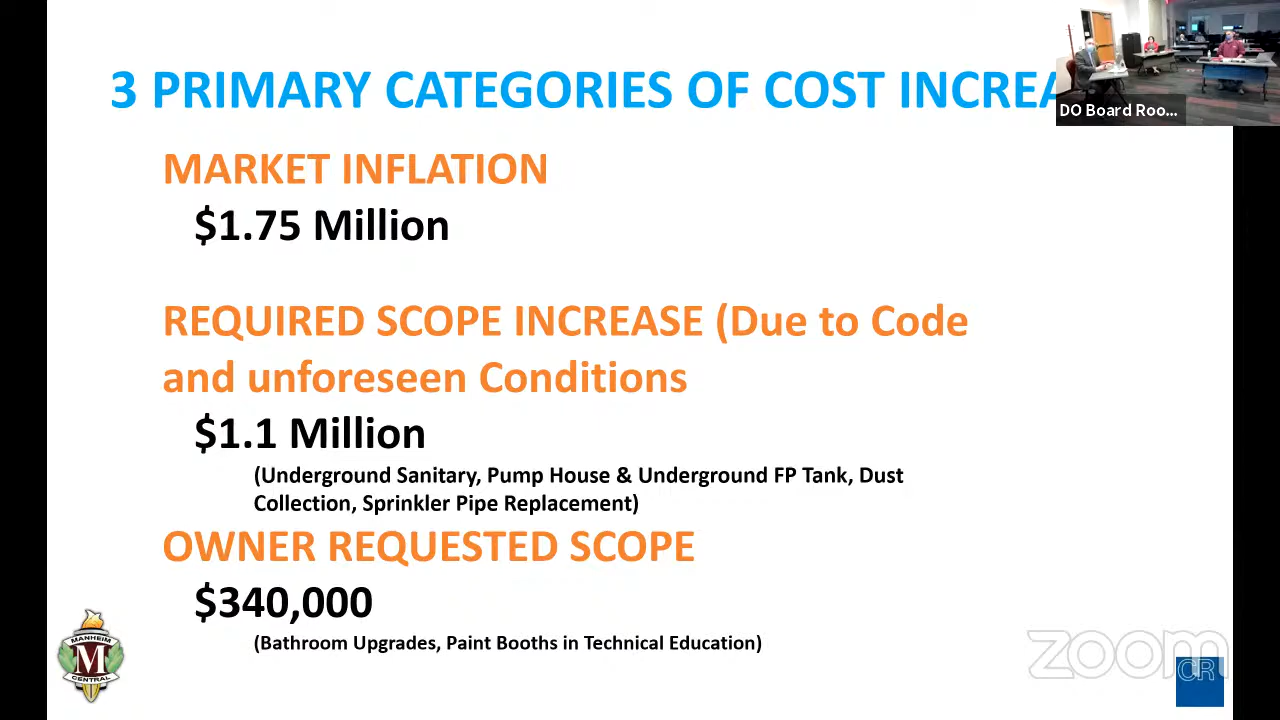 3 PRIMARY CATEGORIES OF COST INCREA
DO Board Roo...
MARKET INFLATION
$1.75 Million
REQUIRED SCOPE INCREASE (Due to Code
and unforeseen Conditions
$1.1 Million
(Underground Sanitary, Pump House & Underground FP Tank, Dust
Collection, Sprinkler Pipe Replacement)
OWNER REQUESTED SCOPE
$340,000
(Bathroom Upgrades, Paint Booths in Technical Education)
MANHEIM
M
CENTRAL
zoom
CR